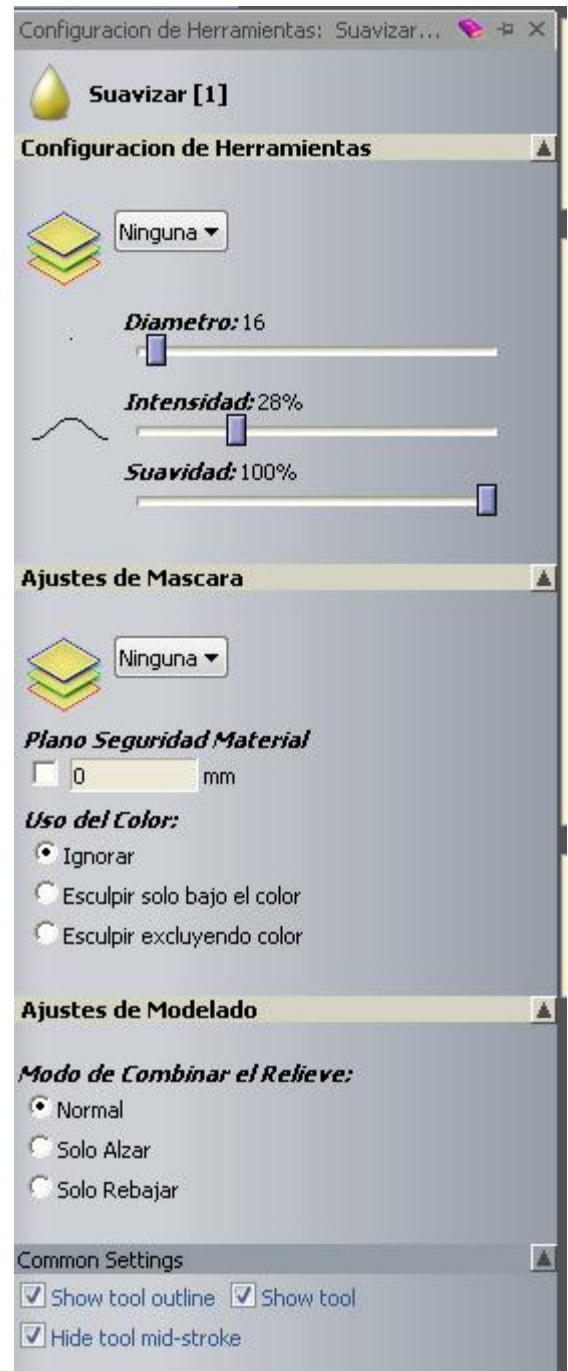 Configuracion de Herramientas: Suavizar...
Suavizar [1]
Configuracion de Herramientas
Ninguna
Diametro: 16
Intensidad: 28%
Suavidad: 100%
Ajustes de Mascara
Ninguna
Plano Seguridad Material
0 mm
Uso del Color:
Ignorar
Esculpir solo bajo el color
Esculpir excluyendo color
Ajustes de Modelado
Modo de Combinar el Relieve:
Normal
Solo Alzar
Solo Rebajar
Common Settings
Show tool outline Show tool
Hide tool mid-stroke